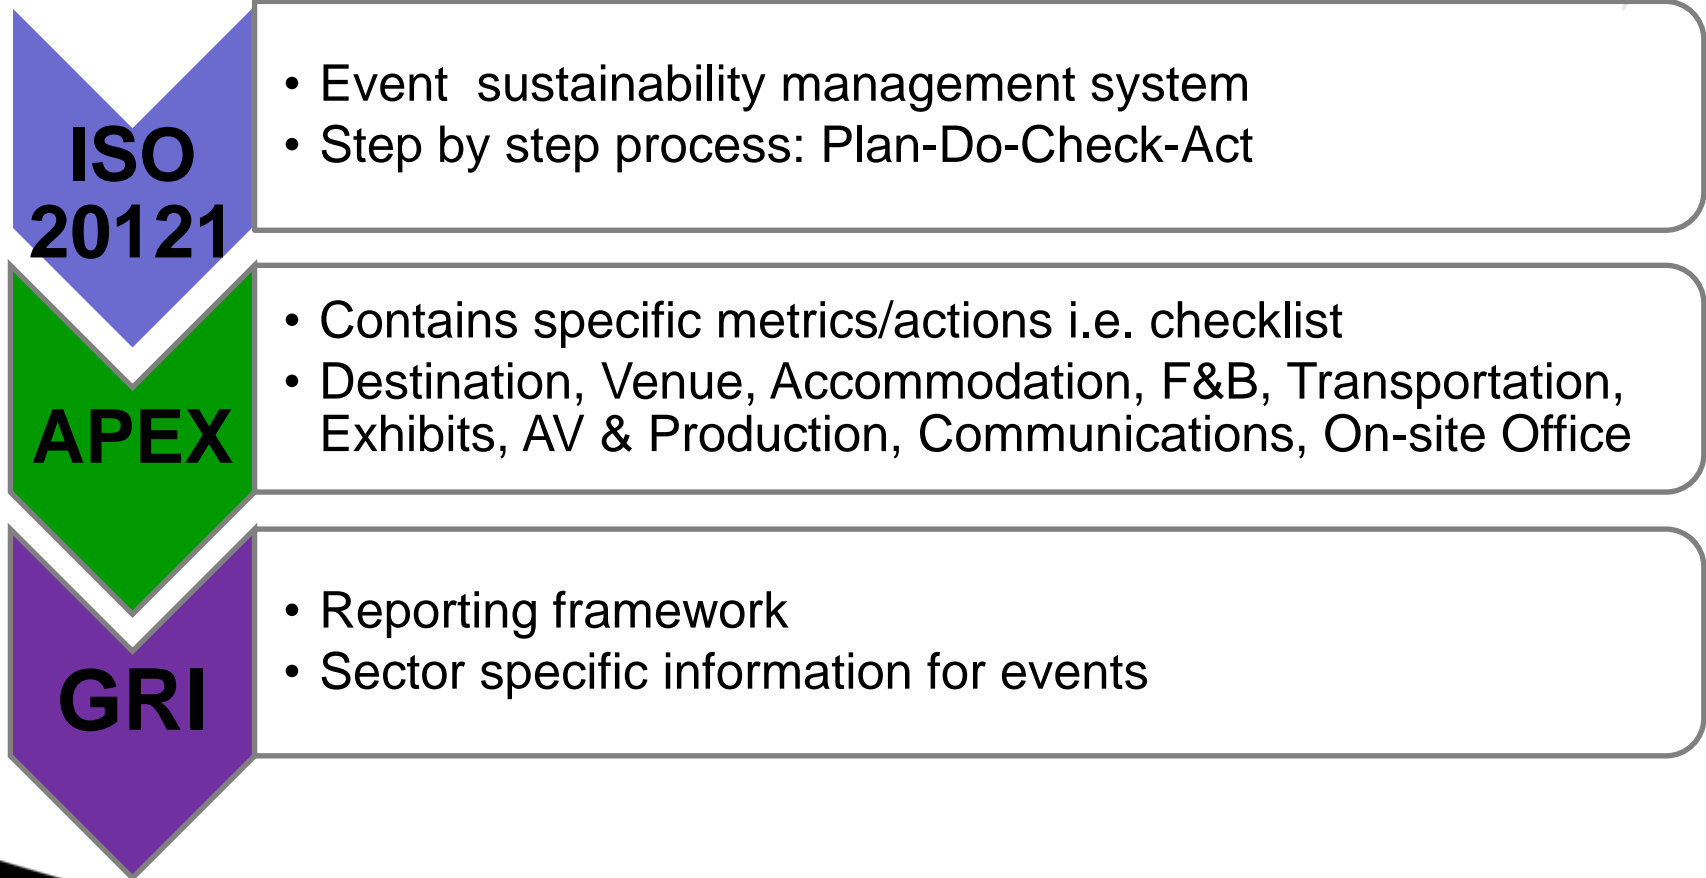 ISO
20121
• Event  sustainability management system
• Step by step process: Plan-Do-Check-Act
APEX
• Contains specific metrics/actions i.e. checklist
• Destination, Venue, Accommodation, F&B, Transportation,
Exhibits, AV & Production, Communications, On-site Office
GRI
• Reporting framework
• Sector specific information for events